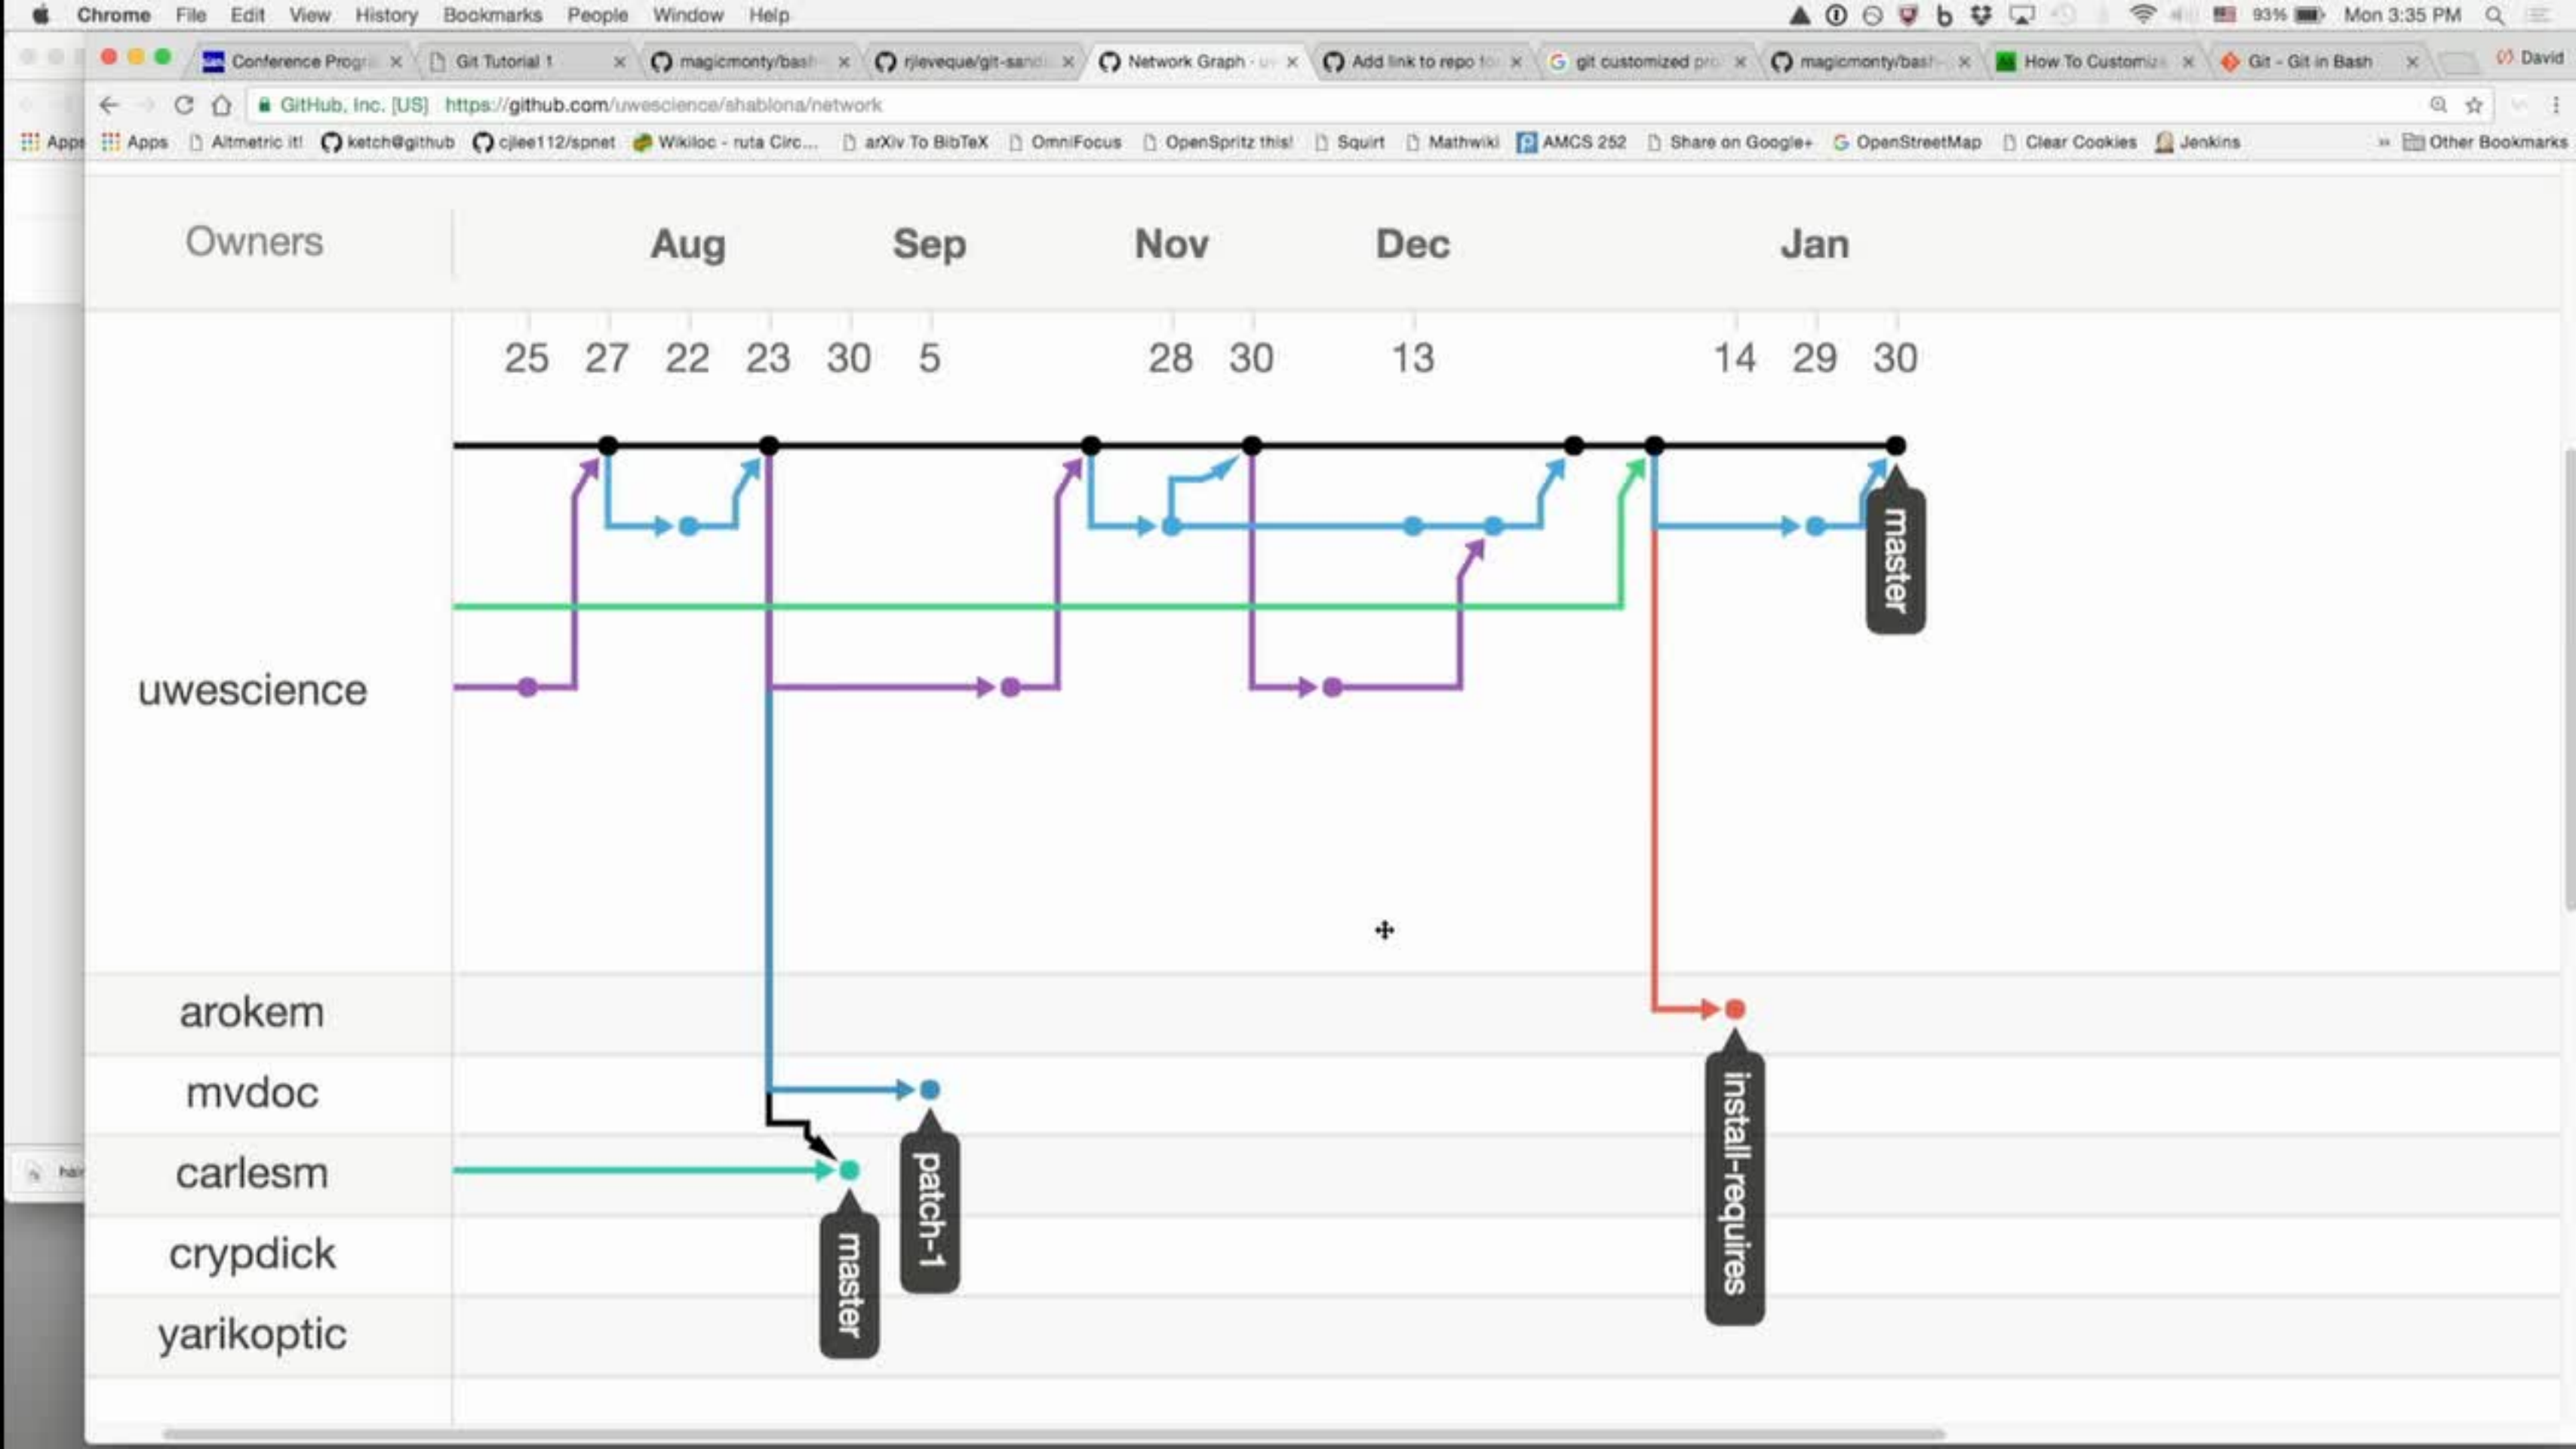 Chrome File Edit View History Bookmarks People Window Help 93% Mon 3:35 PM
Conference Progr Git Tutorial 1 magicmonty/bash rjleveque/git-sand Network Graph Add link to repo for git customized pro magicmonty/bash How To Customiz Git - Git in Bash David
GitHub, Inc. [US] https://github.com/uwescience/shablona/network
Apps Apps Altmetric it! ketch@github cjlee112/spnet Wikiloc - ruta Circ... arXiv To BibTeX OmniFocus OpenSpritz this! Squirt Mathwiki AMCS 252 Share on Google+ OpenStreetMap Clear Cookies Jenkins » Other Bookmarks
Owners Aug Sep Nov Dec Jan
25 27 22 23 30 5 28 30 13 14 29 30
master
uwescience
arokem
mvdoc
carlesm
crypdick
yarikoptic
patch-1
master
install-requires